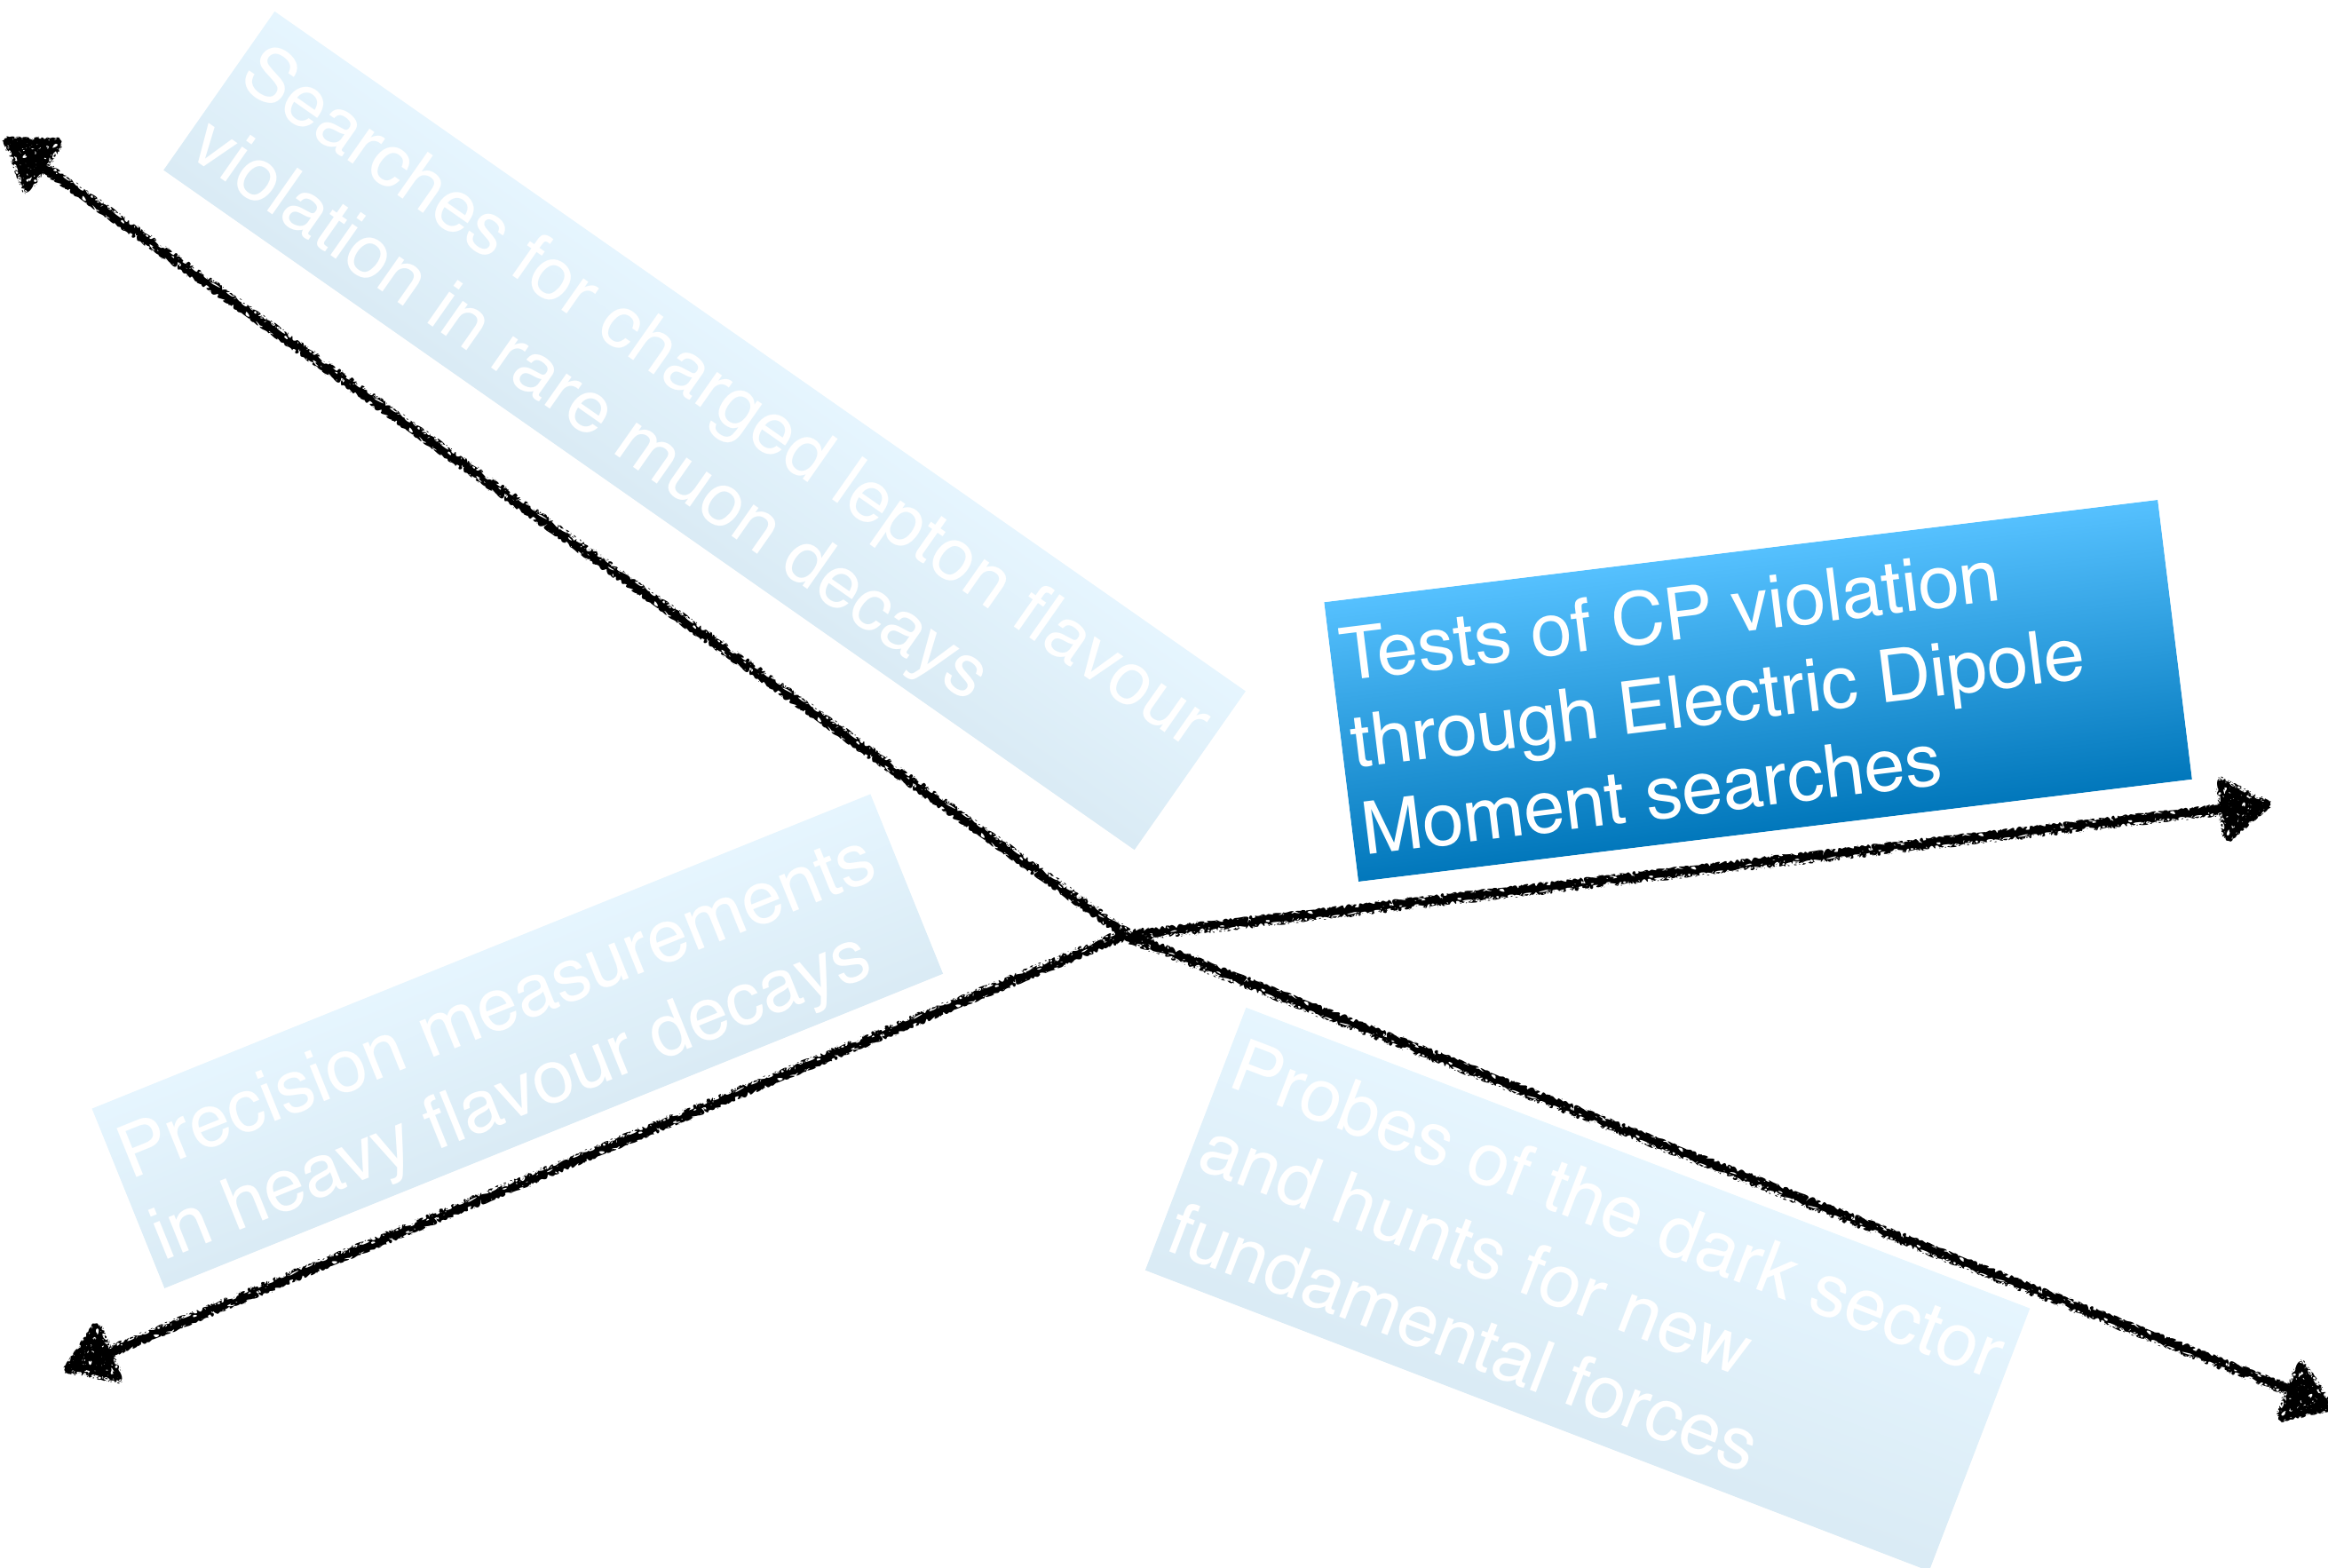 Searches for charged lepton flavour
violation in rare muon decays
Tests of CP violation
through Electric Dipole
Moment searches
Precision measurements
in heavy flavour decays
Probes of the dark sector
and hunts for new
fundamental forces